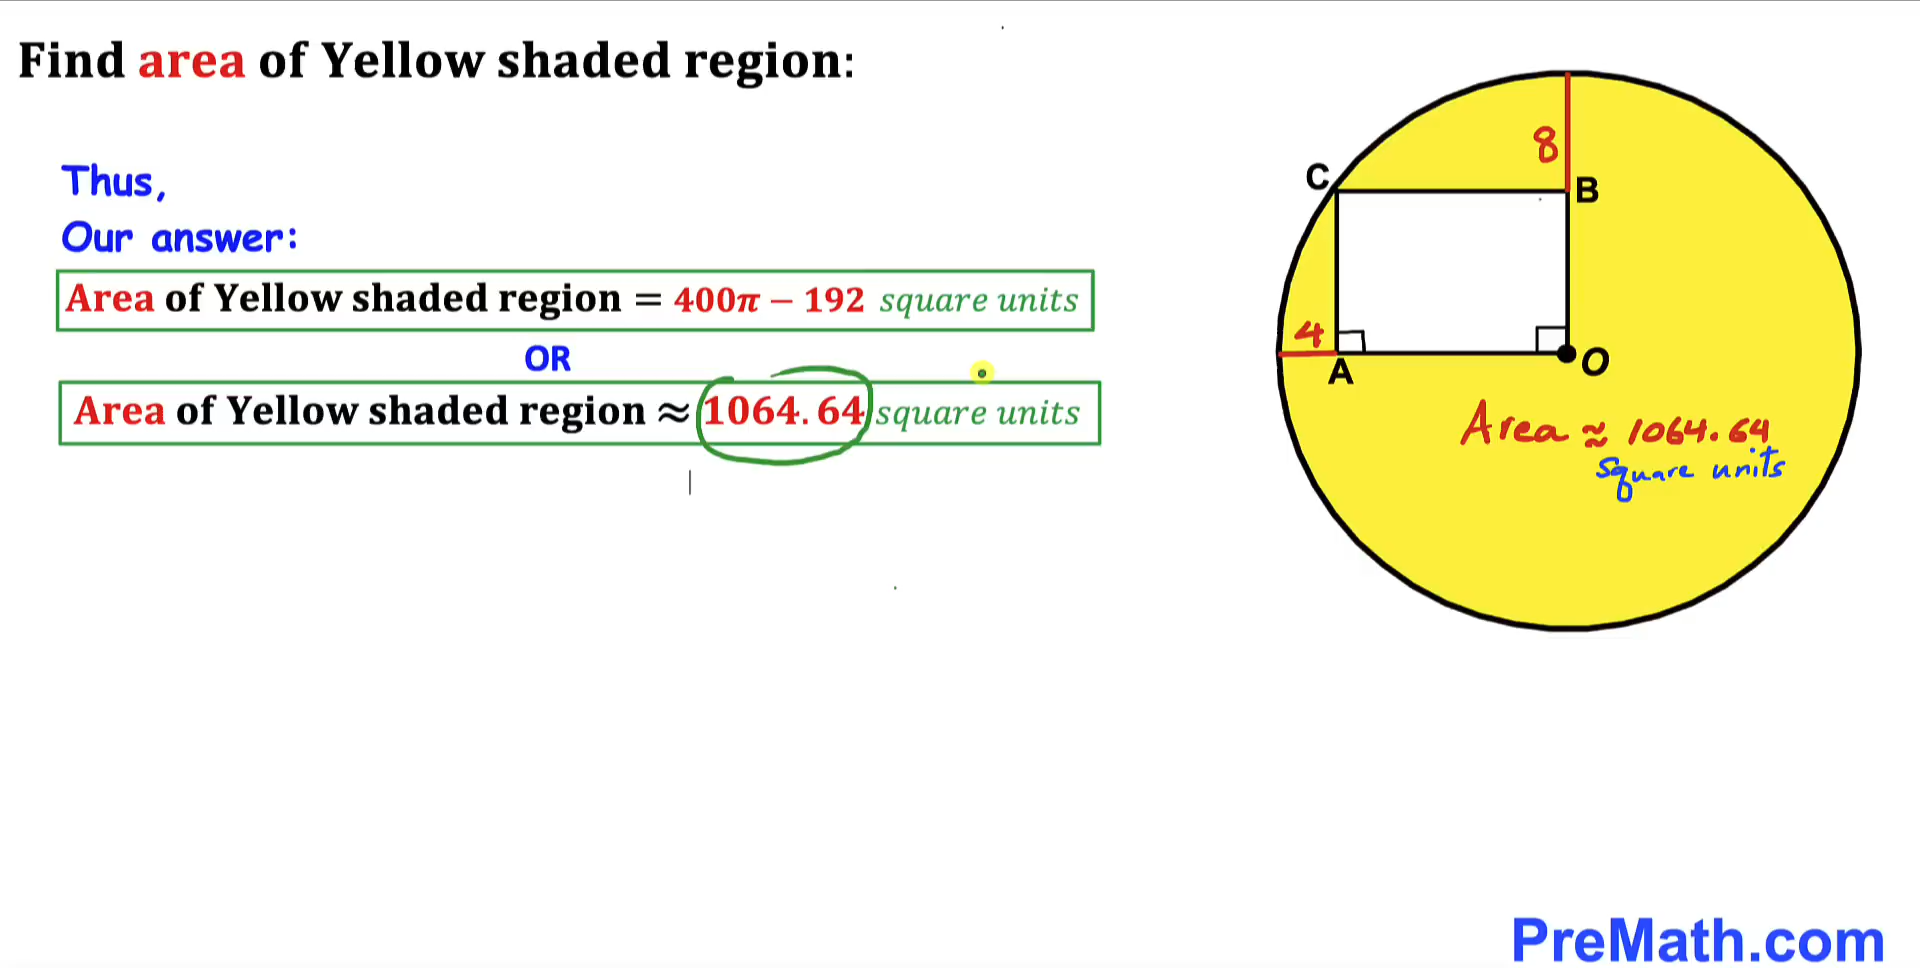 Find area of Yellow shaded region:
Thus,
Our answer:
Area of Yellow shaded region = 400π − 192 square units
OR
Area of Yellow shaded region ≈ 1064.64 square units
8
C
B
4
A
O
Area ≈ 1064.64
square units
PreMath.com